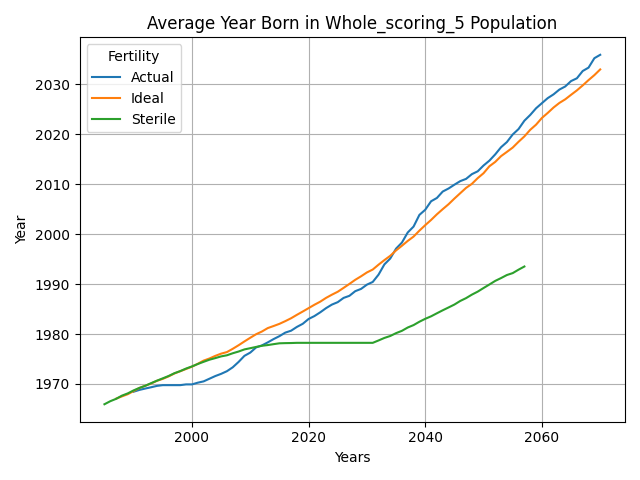 Average Year Born in Whole_scoring_5 Population
Fertility
Actual
Ideal
Sterile
2030
2020
2010
2000
1990
1980
1970
Year
2000 2020 2040 2060
Years